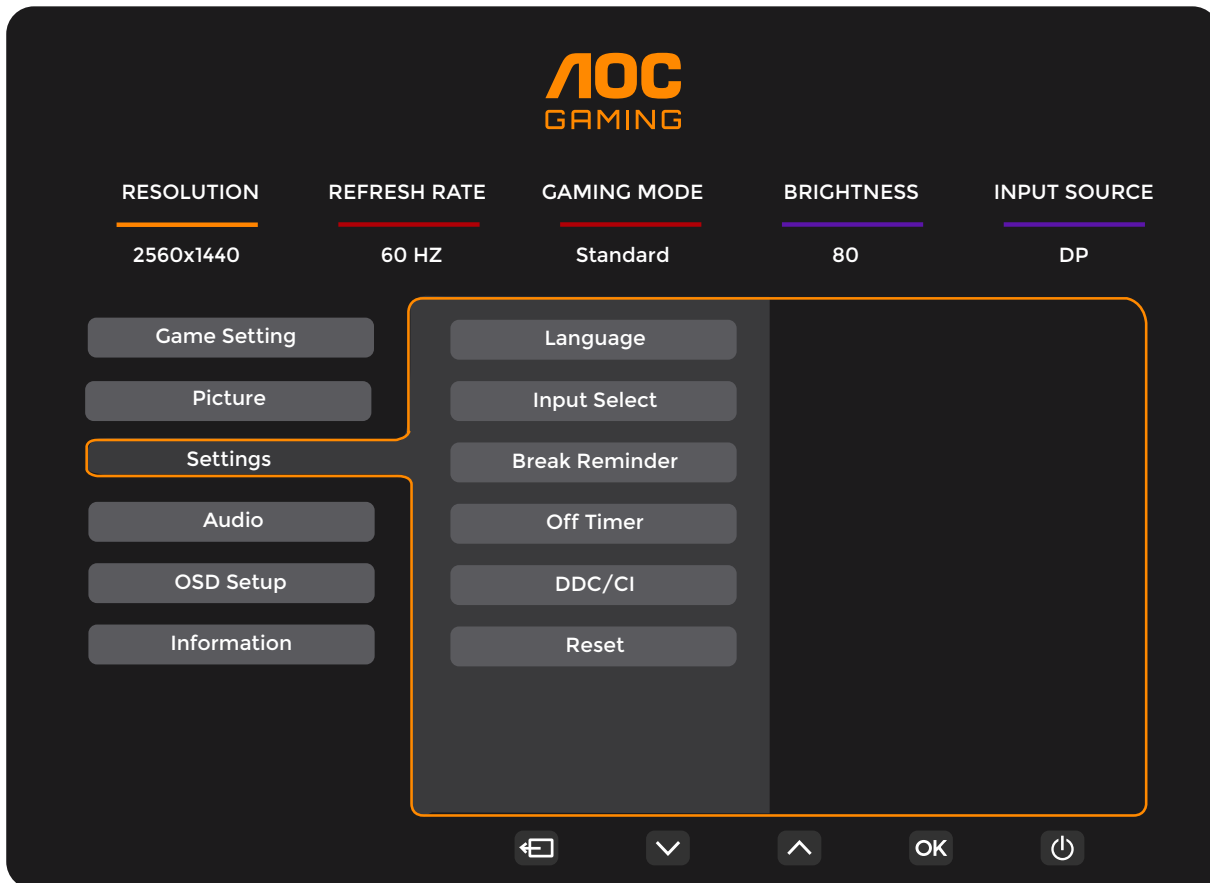 AOC
GAMING
RESOLUTION REFRESH RATE GAMING MODE BRIGHTNESS INPUT SOURCE
2560x1440 60 HZ Standard 80 DP
Game Setting
Picture
Settings
Audio
OSD Setup
Information
Language
Input Select
Break Reminder
Off Timer
DDC/CI
Reset
OK